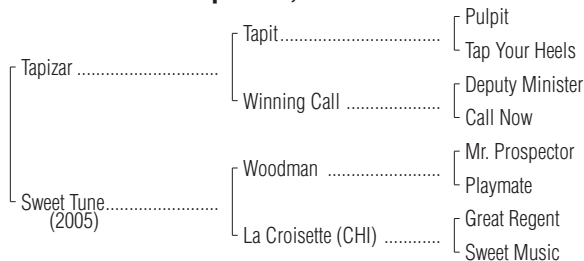 Pulpit
Tapit
Tap Your Heels
Tapizar
Deputy Minister
Winning Call
Call Now
Mr. Prospector
Woodman
Playmate
Sweet Tune
(2005)
Great Regent
La Croisette (CHI)
Sweet Music